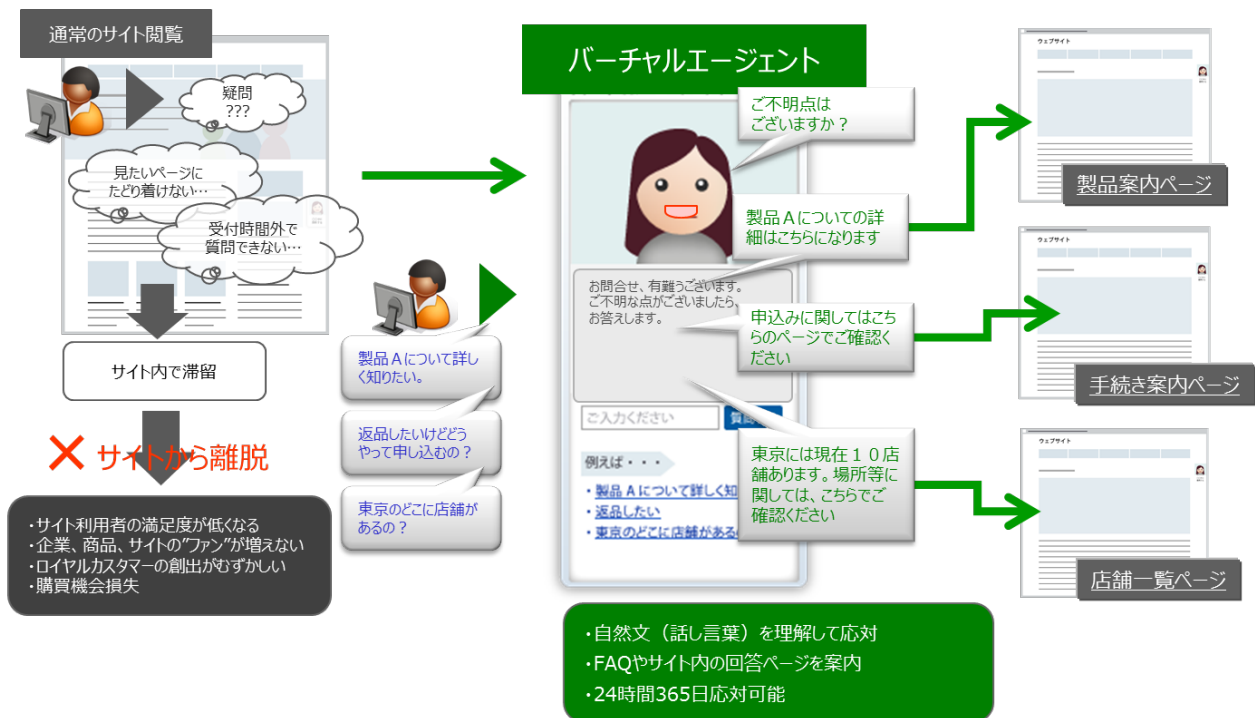 通常のサイト閲覧
疑問
???
見たいページに
たどり着けない…
受付時間外で
質問できない…
サイト内で滞留
× サイトから離脱
・サイト利用者の満足度が低くなる
・企業、商品、サイトの”ファン”が増えない
・ロイヤルカスタマーの創出がむずかしい
・購買機会損失
製品Aについて詳し
く知りたい。
返品したいけどどう
やって申し込むの？
東京のどこに店舗が
あるの？
バーチャルエージェント
ご不明点は
ございますか？
製品Aについての詳
細はこちらになります
お問合せ、有難うございます。
ご不明な点がございましたら、
お答えします。
申込みに関してはこち
らのページでご確認く
ださい
ご入力ください
質問
東京には現在１０店
舗あります。場所等に
関しては、こちらでご
確認ください
例えば・・・
・製品Aについて詳しく知
・返品したい
・東京のどこに店舗がある
・自然文（話し言葉）を理解して応対
・FAQやサイト内の回答ページを案内
・24時間365日応対可能
ウェブサイト
製品案内ページ
ウェブサイト
手続き案内ページ
ウェブサイト
店舗一覧ページ